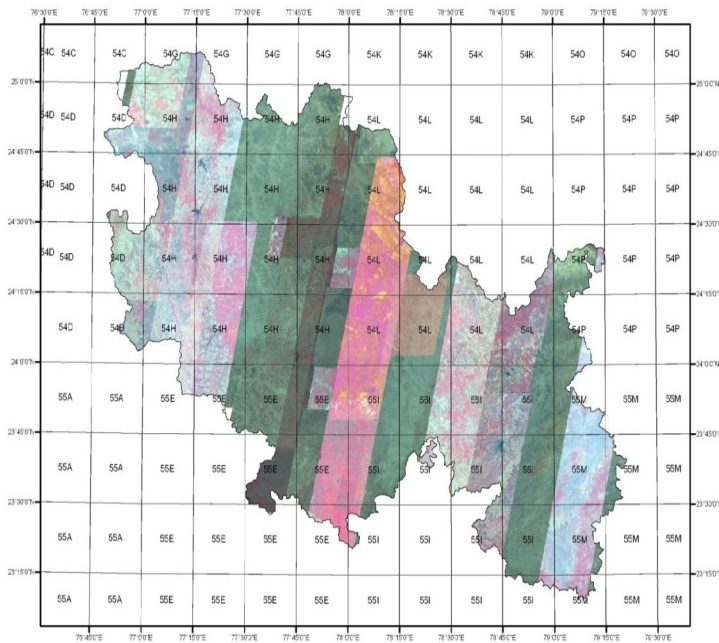 76°30'0"E 76°45'0"E 77°0'0"E 77°15'0"E 77°30'0"E 77°45'0"E 78°0'0"E 78°15'0"E 78°30'0"E 78°45'0"E 79°0'0"E 79°15'0"E 79°30'0"E
54C 54C 54C 54G 54G 54G 54G 54K 54K 54K 54K 54O 54O 54O
25°0'0"N 25°0'0"N
54D 54D 54D 54H 54H 54H 54H 54L 54L 54L 54L 54P 54P 54P
24°45'0"N 24°45'0"N
54D 54D 54D 54H 54H 54H 54H 54L 54L 54L 54L 54P 54P 54P
24°30'0"N 24°30'0"N
54D 54D 54D 54H 54H 54H 54H 54L 54L 54L 54L 54P 54P 54P
24°15'0"N 24°15'0"N
54D 54D 54H 54H 54H 54H 54L 54L 54L 54L 54P 54P 54P
24°0'0"N 24°0'0"N
55A 55A 55E 55E 55E 55E 55I 55I 55I 55I 55M 55M 55M
23°45'0"N 23°45'0"N
55A 55A 55E 55E 55E 55E 55I 55I 55I 55I 55M 55M 55M
23°30'0"N 23°30'0"N
55A 55A 55E 55E 55E 55E 55I 55I 55I 55I 55M 55M 55M
23°15'0"N 23°15'0"N
55A 55A 55E 55E 55E 55E 55I 55I 55I 55I 55M 55M 55M
76°45'0"E 77°0'0"E 77°15'0"E 77°30'0"E 77°45'0"E 78°0'0"E 78°15'0"E 78°30'0"E 78°45'0"E 79°0'0"E 79°15'0"E 79°30'0"E